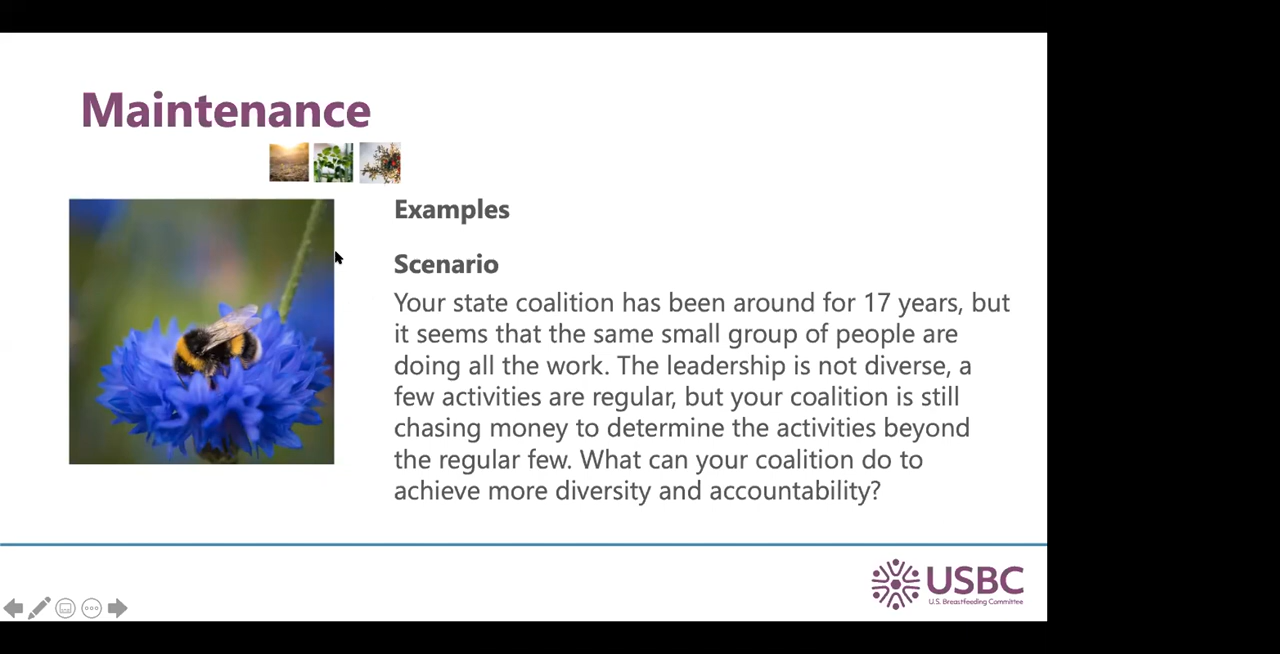 Maintenance
Examples
Scenario
Your state coalition has been around for 17 years, but
it seems that the same small group of people are
doing all the work. The leadership is not diverse, a
few activities are regular, but your coalition is still
chasing money to determine the activities beyond
the regular few. What can your coalition do to
achieve more diversity and accountability?
USBC
U.S. Breastfeeding Committee